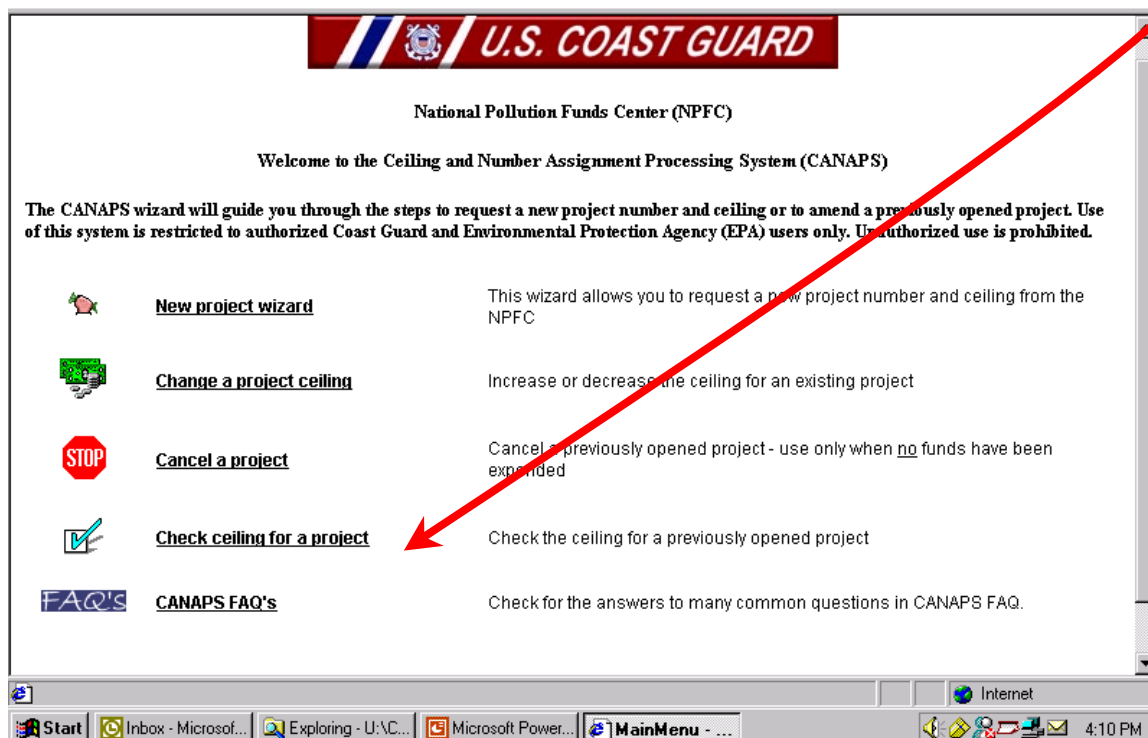 U.S. COAST GUARD
National Pollution Funds Center (NPFC)
Welcome to the Ceiling and Number Assignment Processing System (CANAPS)
The CANAPS wizard will guide you through the steps to request a new project number and ceiling or to amend a previously opened project. Use
of this system is restricted to authorized Coast Guard and Environmental Protection Agency (EPA) users only. Unauthorized use is prohibited.
New project wizard
This wizard allows you to request a new project number and ceiling from the
NPFC
Change a project ceiling
Increase or decrease the ceiling for an existing project
STOP
Cancel a project
Cancel a previously opened project - use only when no funds have been
expended
Check ceiling for a project
Check the ceiling for a previously opened project
FAQ'S
CANAPS FAQ's
Check for the answers to many common questions in CANAPS FAQ.
Internet
Start
Inbox - Microsof...
Exploring - U:\C...
Microsoft Power...
MainMenu - ...
4:10 PM